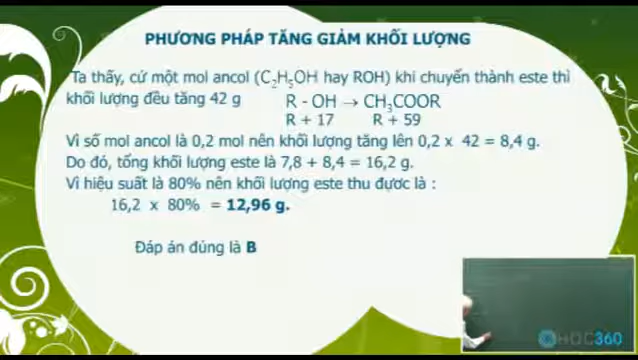 PHƯƠNG PHÁP TĂNG GIẢM KHỐI LƯỢNG
Ta thấy, cứ một mol ancol (C₂H₅OH hay ROH) khi chuyển thành este thì
khối lượng đều tăng 42 g R - OH → CH₃COOR
R + 17 R + 59
Vì số mol ancol là 0,2 mol nên khối lượng tăng lên 0,2 x 42 = 8,4 g.
Do đó, tổng khối lượng este là 7,8 + 8,4 = 16,2 g.
Vì hiệu suất là 80% nên khối lượng este thu được là :
16,2 x 80% = 12,96 g.
Đáp án đúng là B
HOC360